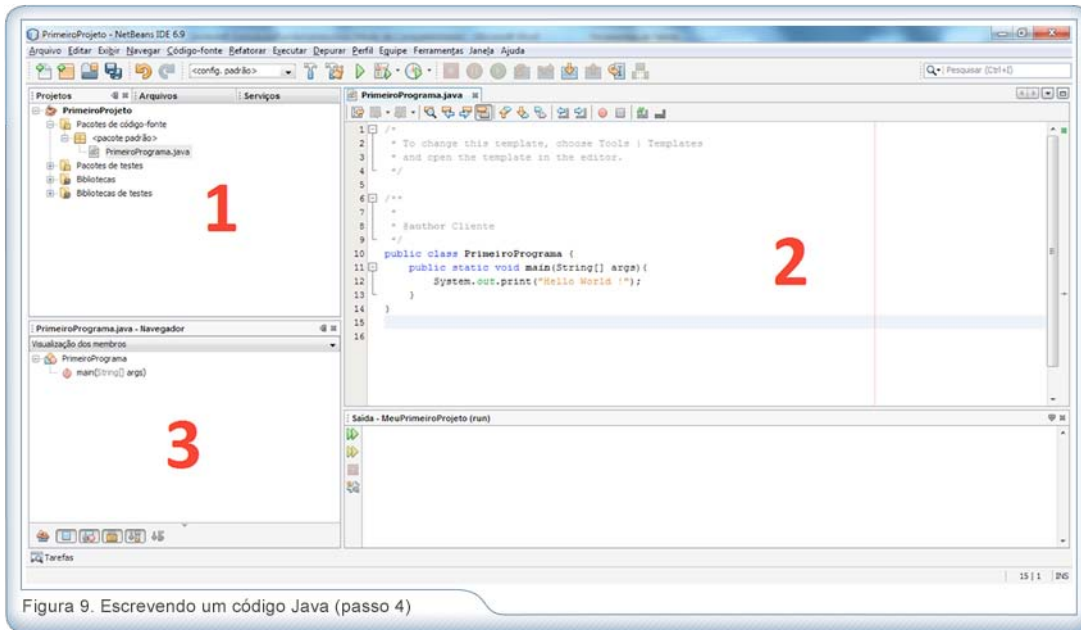 PrimeiroProjeto - NetBeans IDE 6.9
Arquivo Editar Exibir Navegar Código-fonte Refatorar Executar Depurar Perfil Equipe Ferramentas Janela Ajuda
<config. padrão>
Pesquisar (Ctrl+I)
Projetos Arquivos Serviços
PrimeiroProjeto
Pacotes de código-fonte
<pacote padrão>
PrimeiroPrograma.java
Pacotes de testes
Bibliotecas
Bibliotecas de testes
1
PrimeiroPrograma.java
1 /*
2 * To change this template, choose Tools | Templates
3 * and open the template in the editor.
4 */
5
6 /**
7 *
8 * @author Cliente
9 */
10 public class PrimeiroPrograma {
11 public static void main(String[] args){
12 System.out.print("Hello World !");
13 }
14 }
15
16
2
PrimeiroPrograma.java - Navegador
Visualização dos membros
PrimeiroPrograma
main(String[] args)
3
Saída - MeuPrimeiroProjeto (run)
Tarefas
15 | 1 INS
Figura 9. Escrevendo um código Java (passo 4)